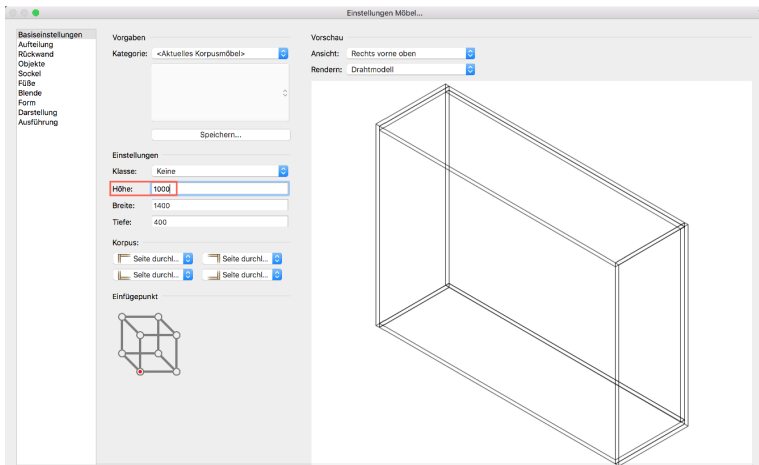 Einstellungen Möbel...
Basiseinstellungen
Aufteilung
Rückwand
Objekte
Sockel
Füße
Blende
Form
Darstellung
Ausführung
Vorgaben
Kategorie: <Aktuelles Korpusmöbel>
Speichern...
Einstellungen
Klasse: Keine
Höhe: 1000
Breite: 1400
Tiefe: 400
Korpus:
Seite durchl... Seite durchl...
Seite durchl... Seite durchl...
Einfügepunkt
Vorschau
Ansicht: Rechts vorne oben
Rendern: Drahtmodell